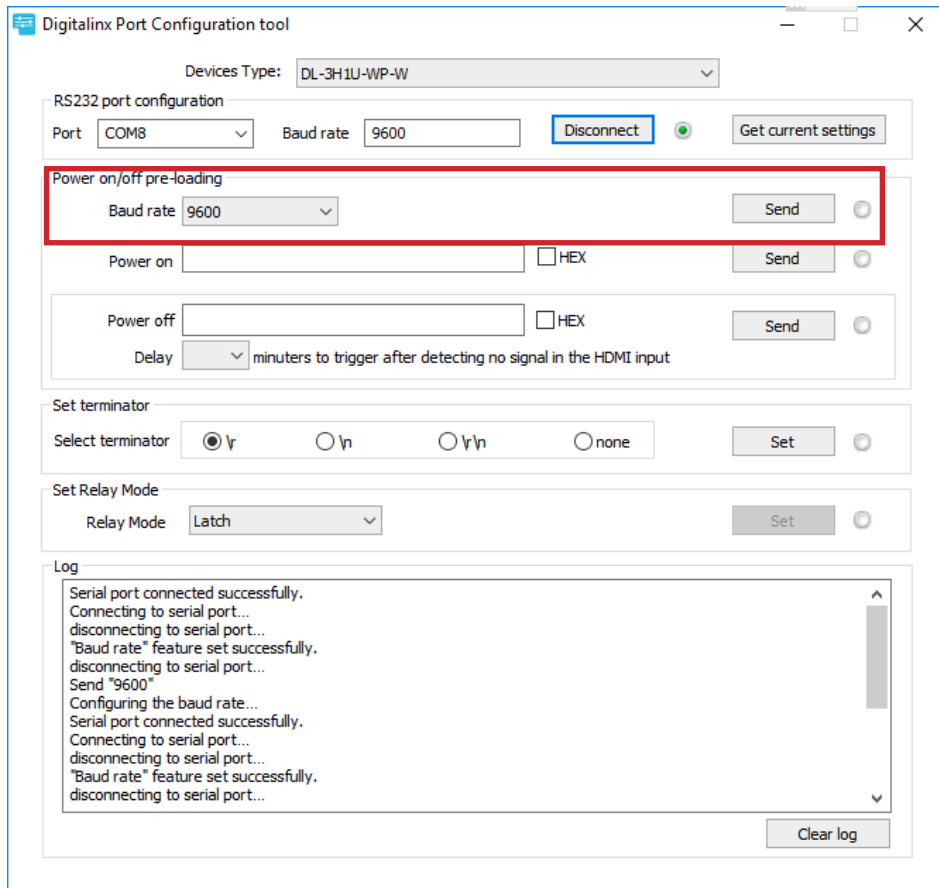 Digitalinx Port Configuration tool
Devices Type: DL-3H1U-WP-W
RS232 port configuration
Port COM8 Baud rate 9600 Disconnect Get current settings
Power on/off pre-loading
Baud rate 9600 Send
Power on HEX Send
Power off HEX Send
Delay minuters to trigger after detecting no signal in the HDMI input
Set terminator
Select terminator \r \n \r\n none Set
Set Relay Mode
Relay Mode Latch Set
Log
Serial port connected successfully.
Connecting to serial port...
disconnecting to serial port...
"Baud rate" feature set successfully.
disconnecting to serial port...
Send "9600"
Configuring the baud rate...
Serial port connected successfully.
Connecting to serial port...
disconnecting to serial port...
"Baud rate" feature set successfully.
disconnecting to serial port...
Clear log